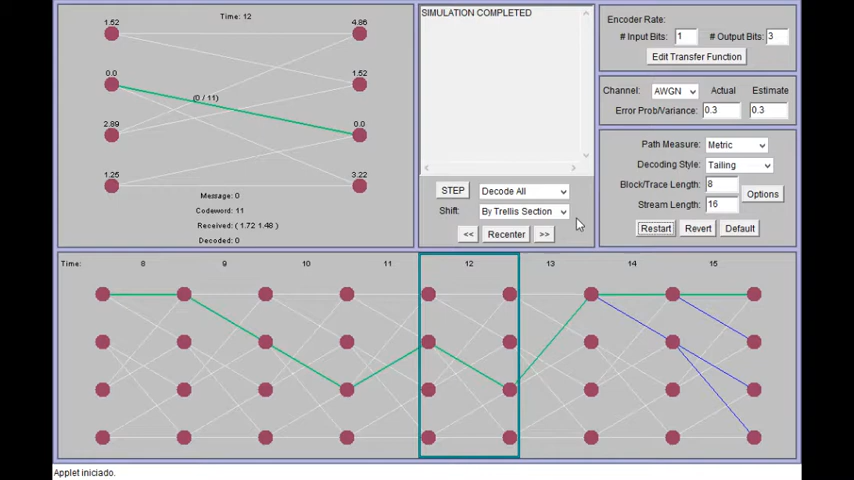 Time: 12
1.52
4.86
0.0
1.52
(0 / 11)
2.89
0.0
1.25
3.22
Message: 0
Codeword: 11
Received: ( 1.72 1.48 )
Decoded: 0
SIMULATION COMPLETED
STEP
Decode All
Shift:
By Trellis Section
<<
Recenter
>>
Encoder Rate:
# Input Bits: 1
# Output Bits: 3
Edit Transfer Function
Channel: AWGN
Actual
Estimate
Error Prob/Variance: 0.3
0.3
Path Measure: Metric
Decoding Style: Tailing
Block/Trace Length: 8
Options
Stream Length: 16
Restart
Revert
Default
Time: 8 9 10 11 12 13 14 15
Applet iniciado.